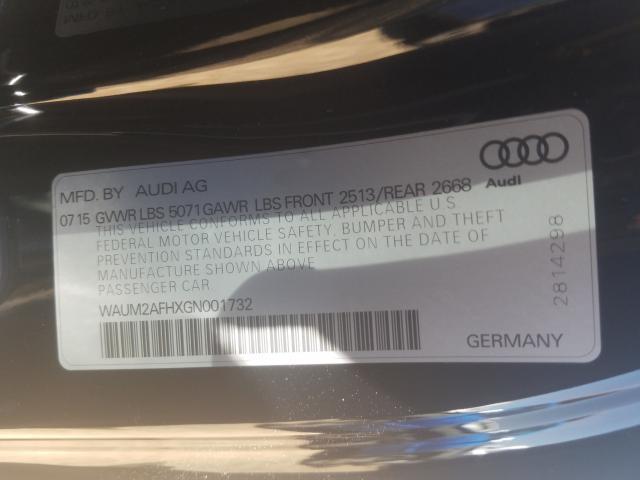 MFD. BY AUDI AG
Audi
07 15 GVWR LBS 5071 GAWR LBS FRONT 2513/REAR 2668
THIS VEHICLE CONFORMS TO ALL APPLICABLE U S
FEDERAL MOTOR VEHICLE SAFETY, BUMPER AND THEFT
PREVENTION STANDARDS IN EFFECT ON THE DATE OF
MANUFACTURE SHOWN ABOVE
PASSENGER CAR
WAUM2AFHXGN001732
GERMANY
2814298